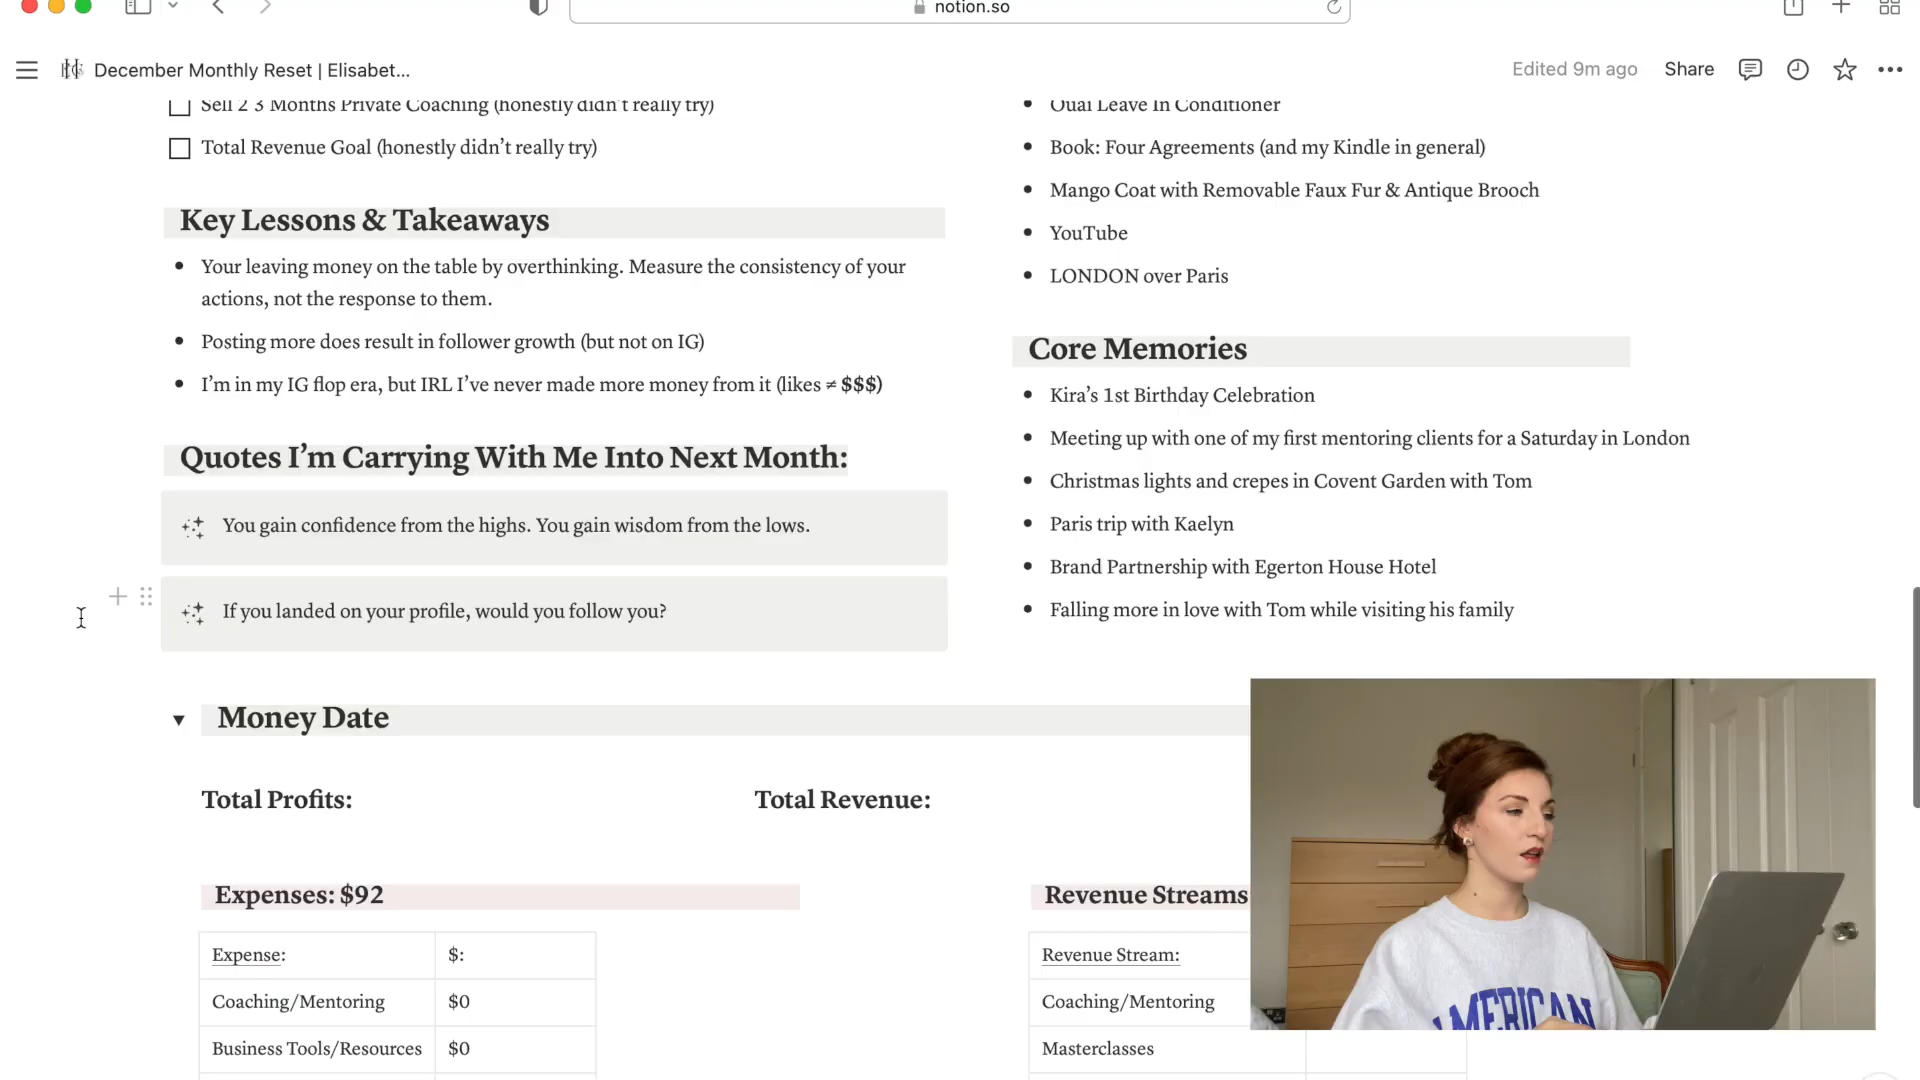 notion.so
December Monthly Reset | Elisabet...
Edited 9m ago
Share
Sell 2 3 Months Private Coaching (honestly didn't really try)
Total Revenue Goal (honestly didn't really try)
Key Lessons & Takeaways
Your leaving money on the table by overthinking. Measure the consistency of your
actions, not the response to them.
Posting more does result in follower growth (but not on IG)
I'm in my IG flop era, but IRL I've never made more money from it (likes ≠ $$$)
Quotes I'm Carrying With Me Into Next Month:
You gain confidence from the highs. You gain wisdom from the lows.
If you landed on your profile, would you follow you?
Ouai Leave In Conditioner
Book: Four Agreements (and my Kindle in general)
Mango Coat with Removable Faux Fur & Antique Brooch
YouTube
LONDON over Paris
Core Memories
Kira's 1st Birthday Celebration
Meeting up with one of my first mentoring clients for a Saturday in London
Christmas lights and crepes in Covent Garden with Tom
Paris trip with Kaelyn
Brand Partnership with Egerton House Hotel
Falling more in love with Tom while visiting his family
Money Date
Total Profits:
Total Revenue:
Expenses: $92
Expense: $:
Coaching/Mentoring $0
Business Tools/Resources $0
Revenue Streams
Revenue Stream:
Coaching/Mentoring
Masterclasses
AMERICAN